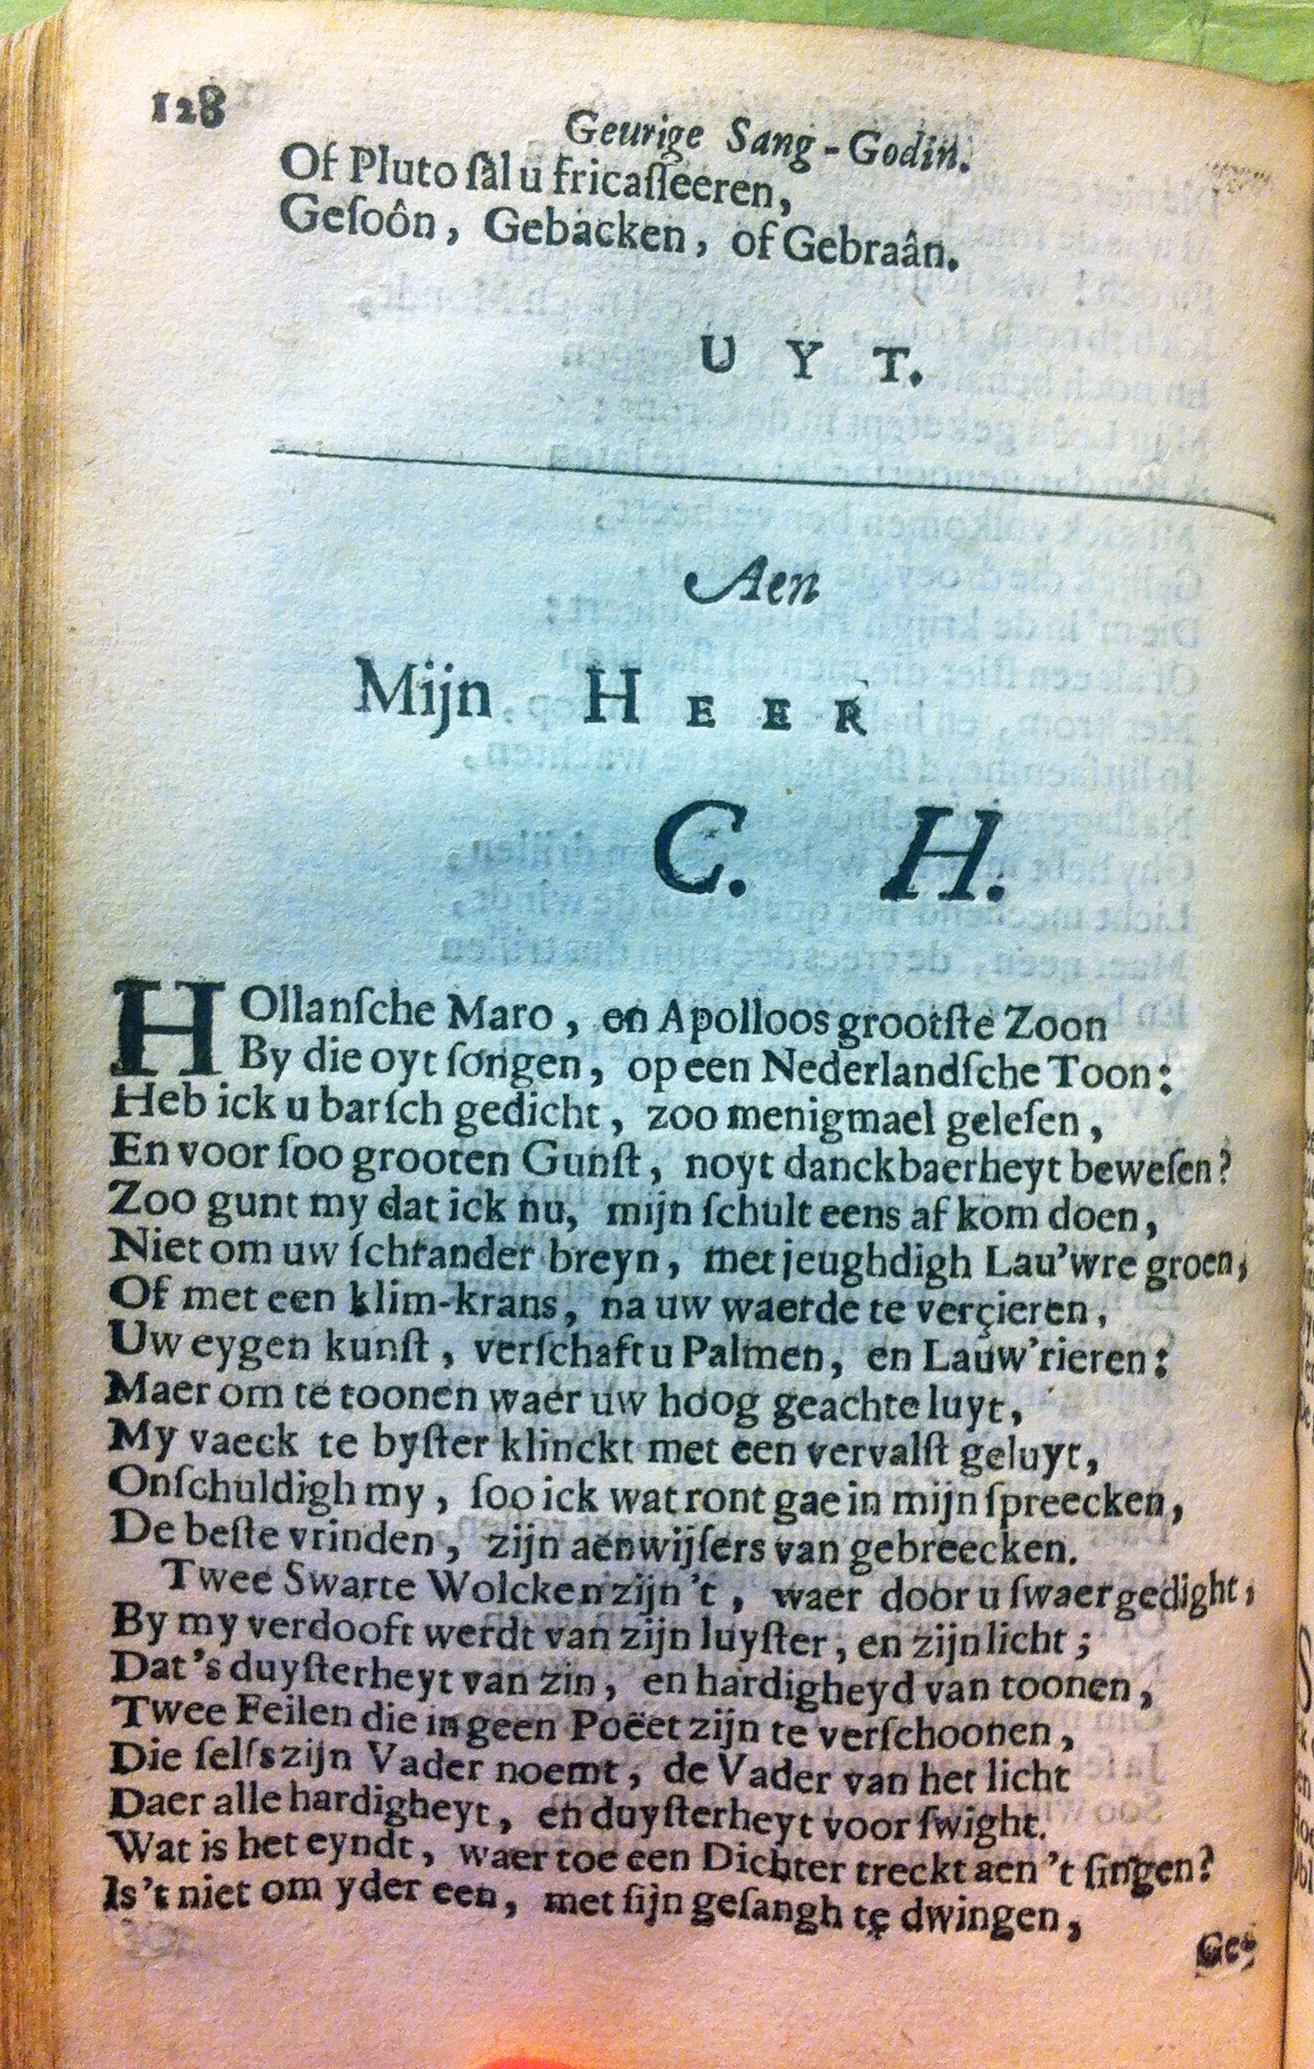 128
Geurige Sang-Godin.
Of Pluto ſal u fricaſſeeren,
Geſoôn, Gebacken, of Gebraân.
UYT.
Aen
Mijn HEER
C. H.
HOllanſche Maro, en Apolloos grootſte Zoon
By die oyt ſongen, op een Nederlandſche Toon:
Heb ick u barſch gedicht, zoo menigmael geleſen,
En voor ſoo grooten Gunſt, noyt danckbaerheyt beweſen?
Zoo gunt my dat ick nu, mijn ſchult eens af kom doen,
Niet om uw ſchrander breyn, met jeughdigh Lau'wre groen,
Of met een klim-krans, na uw waerde te verçieren,
Uw eygen kunſt, verſchaft u Palmen, en Lauw'rieren:
Maer om te toonen waer uw hoog geachte luyt,
My vaeck te byſter klinckt met een vervalſt geluyt,
Onſchuldigh my, ſoo ick wat ront gae in mijn ſpreecken,
De beſte vrinden, zijn aenwijſers van gebreecken.
Twee Swarte Wolcken zijn 't, waer door u ſwaer gedight,
By my verdooft werdt van zijn luyſter, en zijn licht;
Dat's duyſterheyt van zin, en hardigheyd van toonen,
Twee Feilen die in geen Poëet zijn te verſchoonen,
Die ſelfs zijn Vader noemt, de Vader van het licht
Daer alle hardigheyt, en duyſterheyt voor ſwight.
Wat is het eyndt, waer toe een Dichter treckt aen 't ſingen?
Is't niet om yder een, met ſijn geſangh te dwingen,
Ge-